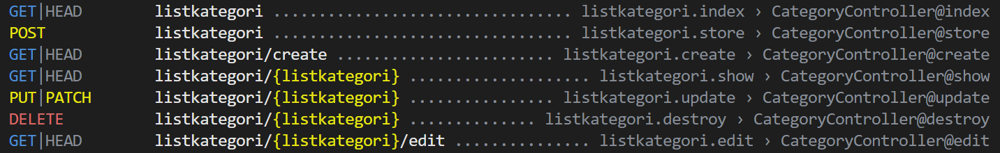 GET|HEAD listkategori ................................. listkategori.index › CategoryController@index
POST listkategori ................................. listkategori.store › CategoryController@store
GET|HEAD listkategori/create ........................ listkategori.create › CategoryController@create
GET|HEAD listkategori/{listkategori} .................... listkategori.show › CategoryController@show
PUT|PATCH listkategori/{listkategori} ................ listkategori.update › CategoryController@update
DELETE listkategori/{listkategori} .............. listkategori.destroy › CategoryController@destroy
GET|HEAD listkategori/{listkategori}/edit ............... listkategori.edit › CategoryController@edit